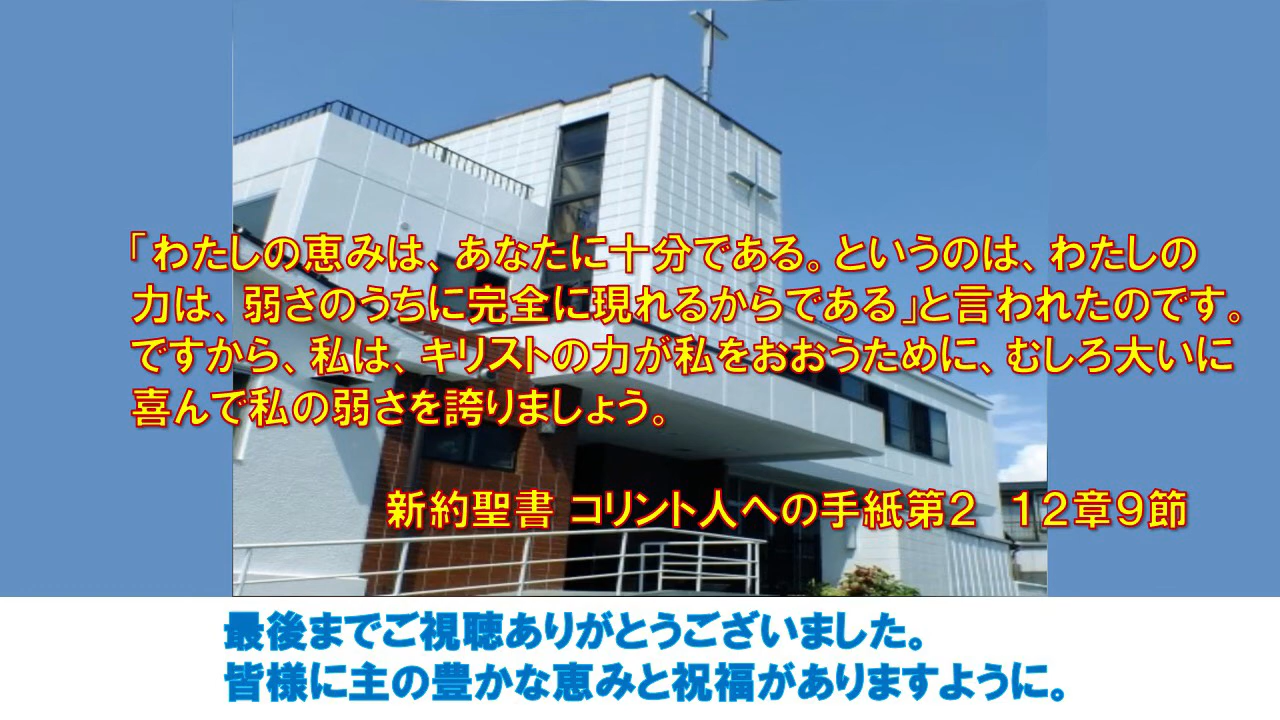 「わたしの恵みは、あなたに十分である。というのは、わたしの
力は、弱さのうちに完全に現れるからである」と言われたのです。
ですから、私は、キリストの力が私をおおうために、むしろ大いに
喜んで私の弱さを誇りましょう。
新約聖書 コリント人への手紙第２　１２章９節
最後までご視聴ありがとうございました。
皆様に主の豊かな恵みと祝福がありますように。